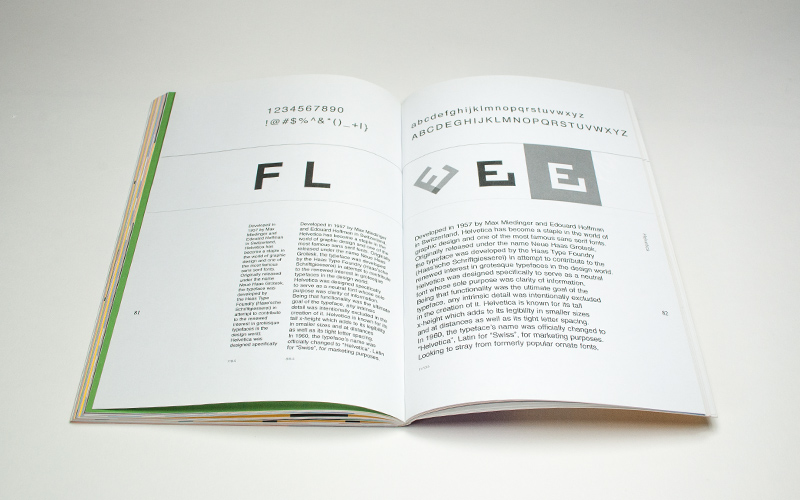 1234567890
!@#$%^&*()_+|}
F L
81
Developed in
1957 by Max
Miedinger and
Edouard Hoffman
in Switzerland,
Helvetica has
become a staple in
the world of graphic
design and one of
the most famous
sans serif fonts.
Originally released
under the name
Neue Haas Grotesk,
the typeface was
developed by
the Haas Type
Foundry (Haas'sche
Schriftgiesserei) in
attempt to contribute
to the renewed
interest in grotesque
typefaces in the
design world.
Helvetica was
designed specifically
Developed in 1957 by Max Miedinger
and Edouard Hoffman in Switzerland,
Helvetica has become a staple in the
world of graphic design and one of the
most famous sans serif fonts. Originally
released under the name Neue Haas
Grotesk, the typeface was developed
by the Haas Type Foundry (Haas'sche
Schriftgiesserei) in attempt to contribute
to the renewed interest in grotesque
typefaces in the design world.
Helvetica was designed specifically
to serve as a neutral font whose sole
purpose was clarity of information.
Being that functionality was the ultimate
goal of the typeface, any intrinsic
detail was intentionally excluded in the
creation of it. Helvetica is known for its tall
x-height which adds to its legibility
in smaller sizes and at distances
as well as its tight letter spacing.
In 1960, the typeface's name was
officially changed to "Helvetica", Latin
for "Swiss", for marketing purposes.
abcdefghijklmnopqrstuvwxyz
ABCDEFGHIJKLMNOPQRSTUVWXYZ
E E E
Developed in 1957 by Max Miedinger and Edouard Hoffman
in Switzerland, Helvetica has become a staple in the world of
graphic design and one of the most famous sans serif fonts.
Originally released under the name Neue Haas Grotesk,
the typeface was developed by the Haas Type Foundry
(Haas'sche Schriftgiesserei) in attempt to contribute to the
renewed interest in grotesque typefaces in the design world.
Helvetica was designed specifically to serve as a neutral
font whose sole purpose was clarity of information.
Being that functionality was the ultimate goal of the
typeface, any intrinsic detail was intentionally excluded
in the creation of it. Helvetica is known for its tall
x-height which adds to its legibility in smaller sizes
and at distances as well as its tight letter spacing.
In 1960, the typeface's name was officially changed to
"Helvetica", Latin for "Swiss", for marketing purposes.
Looking to stray from formerly popular ornate fonts,
82